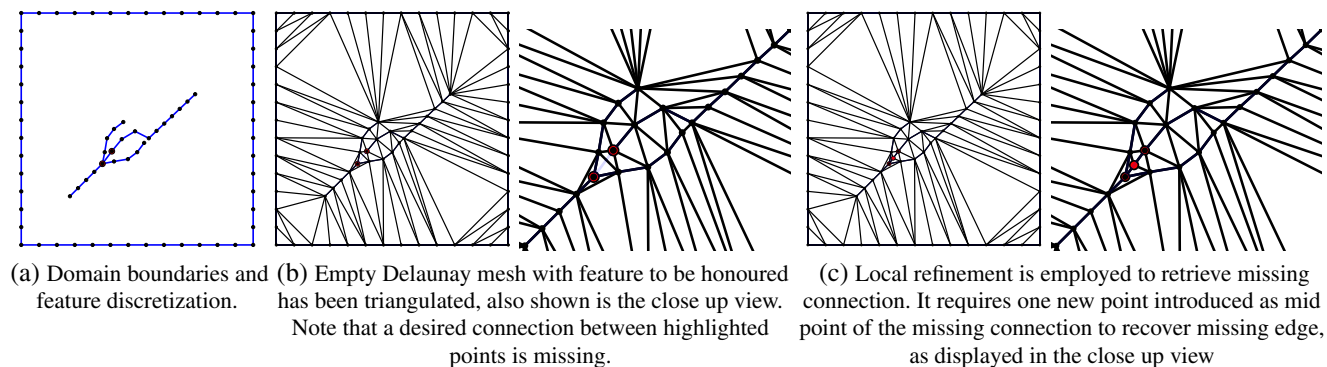 (a) Domain boundaries and
feature discretization.
(b) Empty Delaunay mesh with feature to be honoured
has been triangulated, also shown is the close up view.
Note that a desired connection between highlighted
points is missing.
(c) Local refinement is employed to retrieve missing
connection. It requires one new point introduced as mid
point of the missing connection to recover missing edge,
as displayed in the close up view